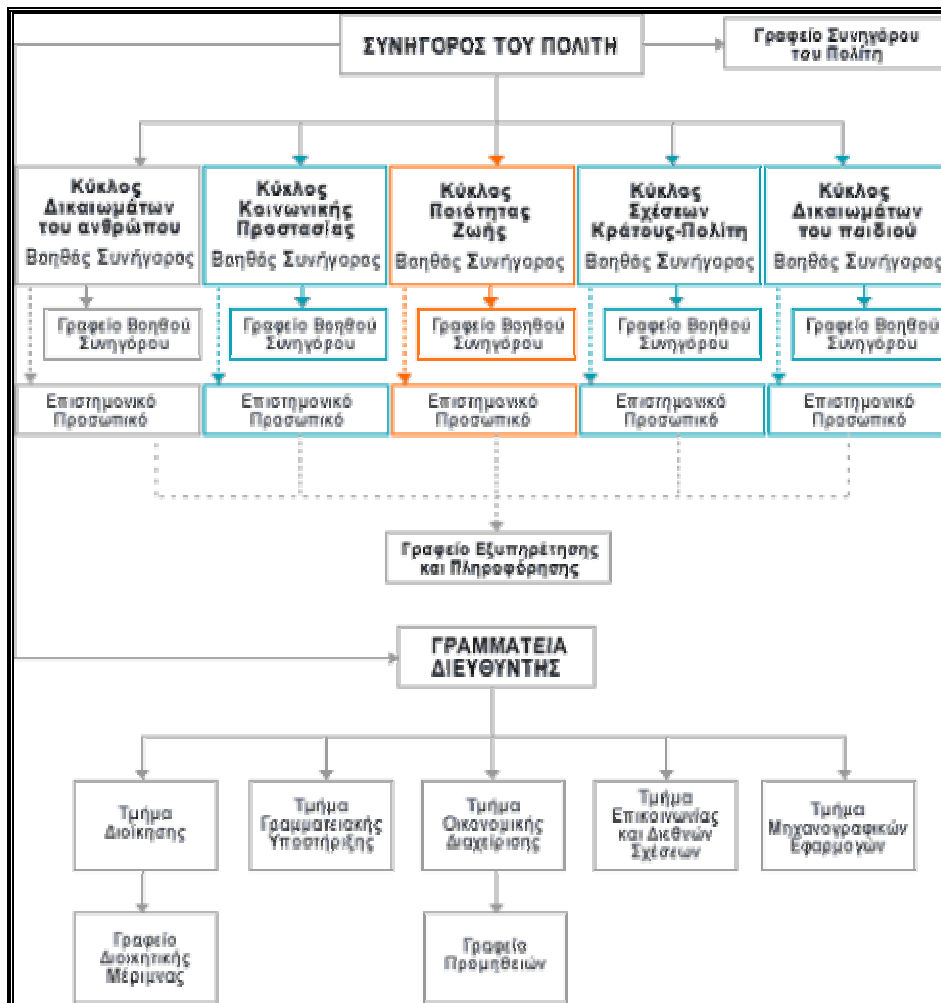 ΣΥΝΗΓΟΡΟΣ ΤΟΥ ΠΟΛΙΤΗ
Γραφείο Συνηγόρου
του Πολίτη
Κύκλος
Δικαιωμάτων
του ανθρώπου
Βοηθός Συνήγορος
Κύκλος
Κοινωνικής
Προστασίας
Βοηθός Συνήγορος
Κύκλος
Ποιότητας
Ζωής
Βοηθός Συνήγορος
Κύκλος
Σχέσεων
Κράτους-Πολίτη
Βοηθός Συνήγορος
Κύκλος
Δικαιωμάτων
του παιδιού
Βοηθός Συνήγορος
Γραφείο Βοηθού
Συνηγόρου
Γραφείο Βοηθού
Συνηγόρου
Γραφείο Βοηθού
Συνηγόρου
Γραφείο Βοηθού
Συνηγόρου
Γραφείο Βοηθού
Συνηγόρου
Επιστημονικό
Προσωπικό
Επιστημονικό
Προσωπικό
Επιστημονικό
Προσωπικό
Επιστημονικό
Προσωπικό
Επιστημονικό
Προσωπικό
Γραφείο Εξυπηρέτησης
και Πληροφόρησης
ΓΡΑΜΜΑΤΕΙΑ
ΔΙΕΥΘΥΝΤΗΣ
Τμήμα
Διοίκησης
Τμήμα
Γραμματειακής
Υποστήριξης
Τμήμα
Οικονομικής
Διαχείρισης
Τμήμα
Επικοινωνίας
και Διεθνών
Σχέσεων
Τμήμα
Μηχανογραφικών
Εφαρμογών
Γραφείο
Διοικητικής
Μέριμνας
Γραφείο
Προμηθειών